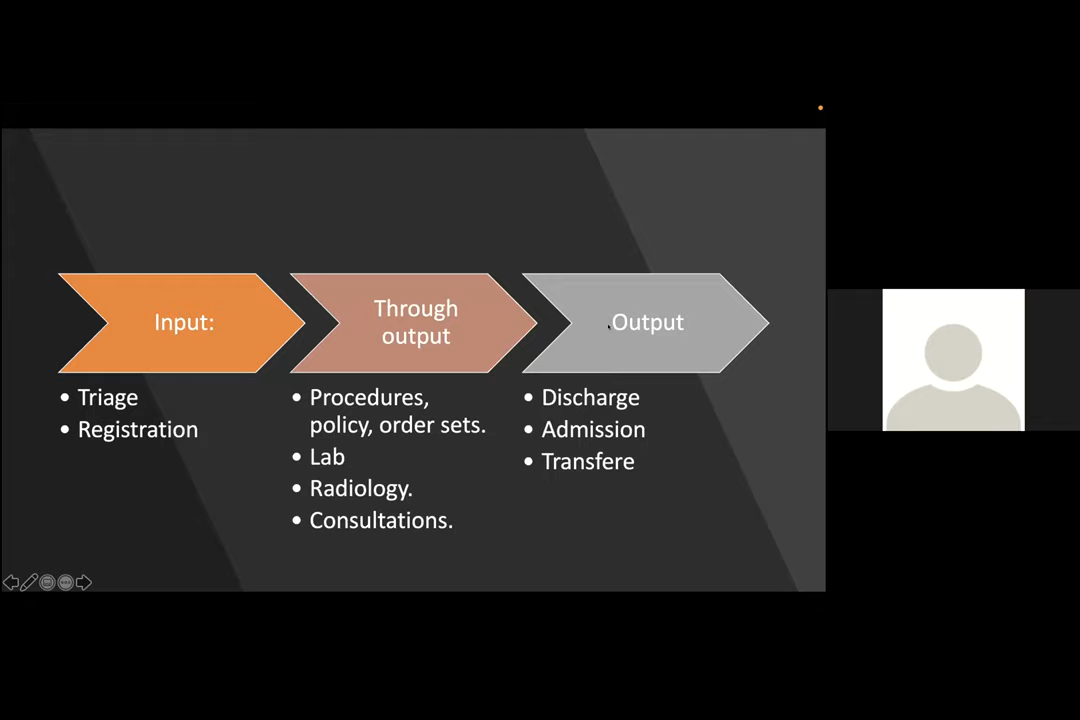 Input:
• Triage
• Registration
Through
output
• Procedures,
policy, order sets.
• Lab
• Radiology.
• Consultations.
Output
• Discharge
• Admission
• Transfere